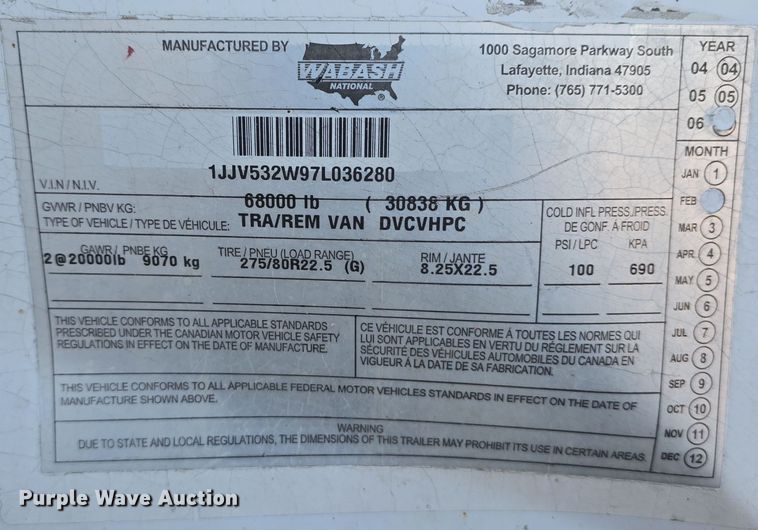 MANUFACTURED BY
WABASH
NATIONAL ®
1000 Sagamore Parkway South
Lafayette, Indiana 47905
Phone: (765) 771-5300
YEAR
04 04
05 05
06
1JJV532W97L036280
V.I.N / N.I.V.
GVWR / PNBV KG: 68000 lb ( 30838 KG )
TYPE OF VEHICLE / TYPE DE VÉHICULE: TRA/REM VAN DVCVHPC
COLD INFL PRESS./PRESS.
DE GONF. À FROID
PSI / LPC KPA
GAWR / PNBE KG TIRE / PNEU (LOAD RANGE) RIM / JANTE
2@20000lb 9070 kg 275/80R22.5 (G) 8.25X22.5 100 690
THIS VEHICLE CONFORMS TO ALL APPLICABLE STANDARDS
PRESCRIBED UNDER THE CANADIAN MOTOR VEHICLE SAFETY
REGULATIONS IN EFFECT ON THE DATE OF MANUFACTURE.
CE VÉHICULE EST CONFORME À TOUTES LES NORMES QUI
LUI SONT APPLICABLES EN VERTU DU RÉGLEMENT SUR LA
SÉCURITÉ DES VÉHICULES AUTOMOBILES DU CANADA EN
VIGUEUR À LA DATE DE SA FABRICATION.
THIS VEHICLE CONFORMS TO ALL APPLICABLE FEDERAL MOTOR VEHICLES STANDARDS IN EFFECT ON THE DATE OF
MANUFACTURE SHOWN ABOVE.
WARNING
DUE TO STATE AND LOCAL REGULATIONS, THE DIMENSIONS OF THIS TRAILER MAY PROHIBIT ITS USE IN CERTAIN AREAS.
MONTH
JAN 1
FEB
MAR 3
APR 4
MAY 5
JUN 6
JUL 7
AUG 8
SEP 9
OCT 10
NOV 11
DEC 12
Purple Wave Auction